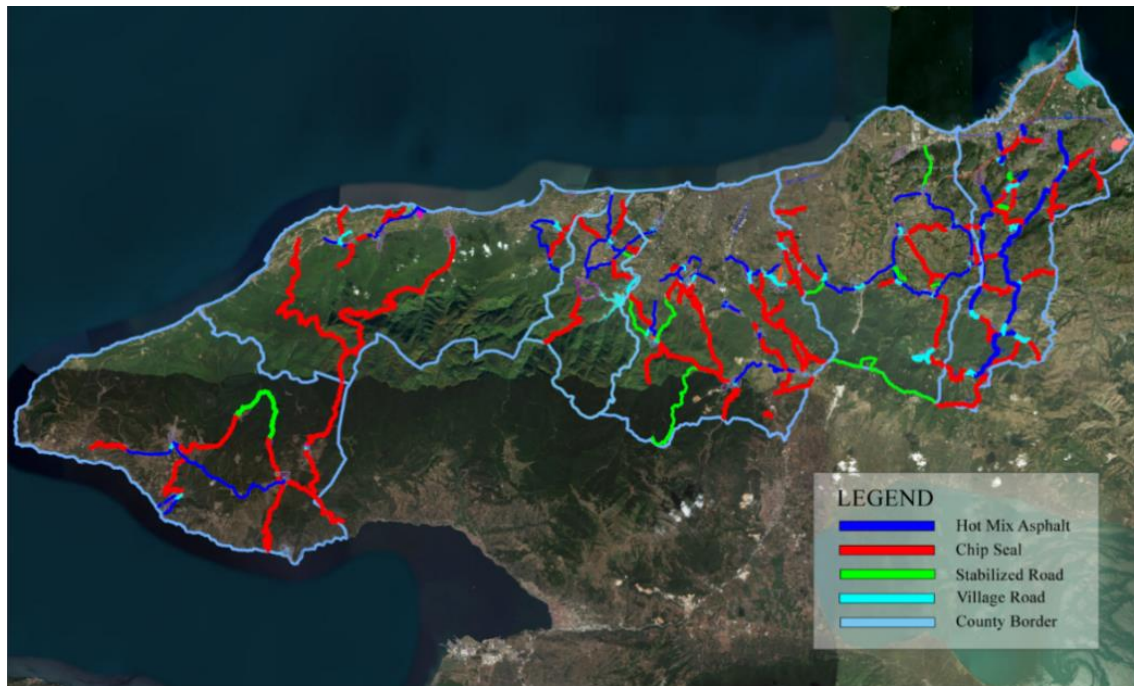 LEGEND
Hot Mix Asphalt
Chip Seal
Stabilized Road
Village Road
County Border